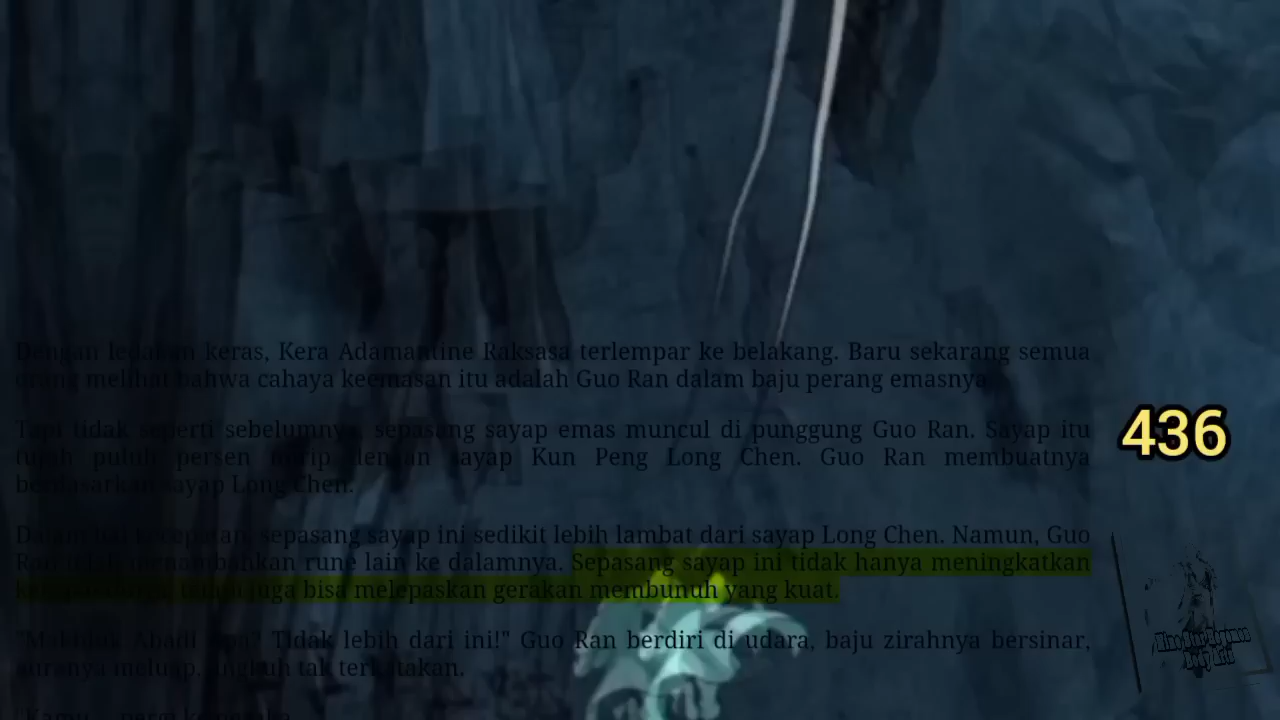 Dengan ledakan keras, Kera Adamantine Raksasa terlempar ke belakang. Baru sekarang semua
orang melihat bahwa cahaya keemasan itu adalah Guo Ran dalam baju perang emasnya.
Tapi tidak seperti sebelumnya, sepasang sayap emas muncul di punggung Guo Ran. Sayap itu
tujuh puluh persen mirip dengan sayap Kun Peng Long Chen. Guo Ran membuatnya
berdasarkan sayap Long Chen.
436
Dalam hal kecepatan, sepasang sayap ini sedikit lebih lambat dari sayap Long Chen. Namun, Guo
Ran telah menambahkan rune lain ke dalamnya. Sepasang sayap ini tidak hanya meningkatkan
juga bisa melepaskan gerakan membunuh yang kuat.
"Makhluk Abadi apa? Tidak lebih dari ini!" Guo Ran berdiri di udara, baju zirahnya bersinar,
auranya meluap. Angkuh tak terkatakan.